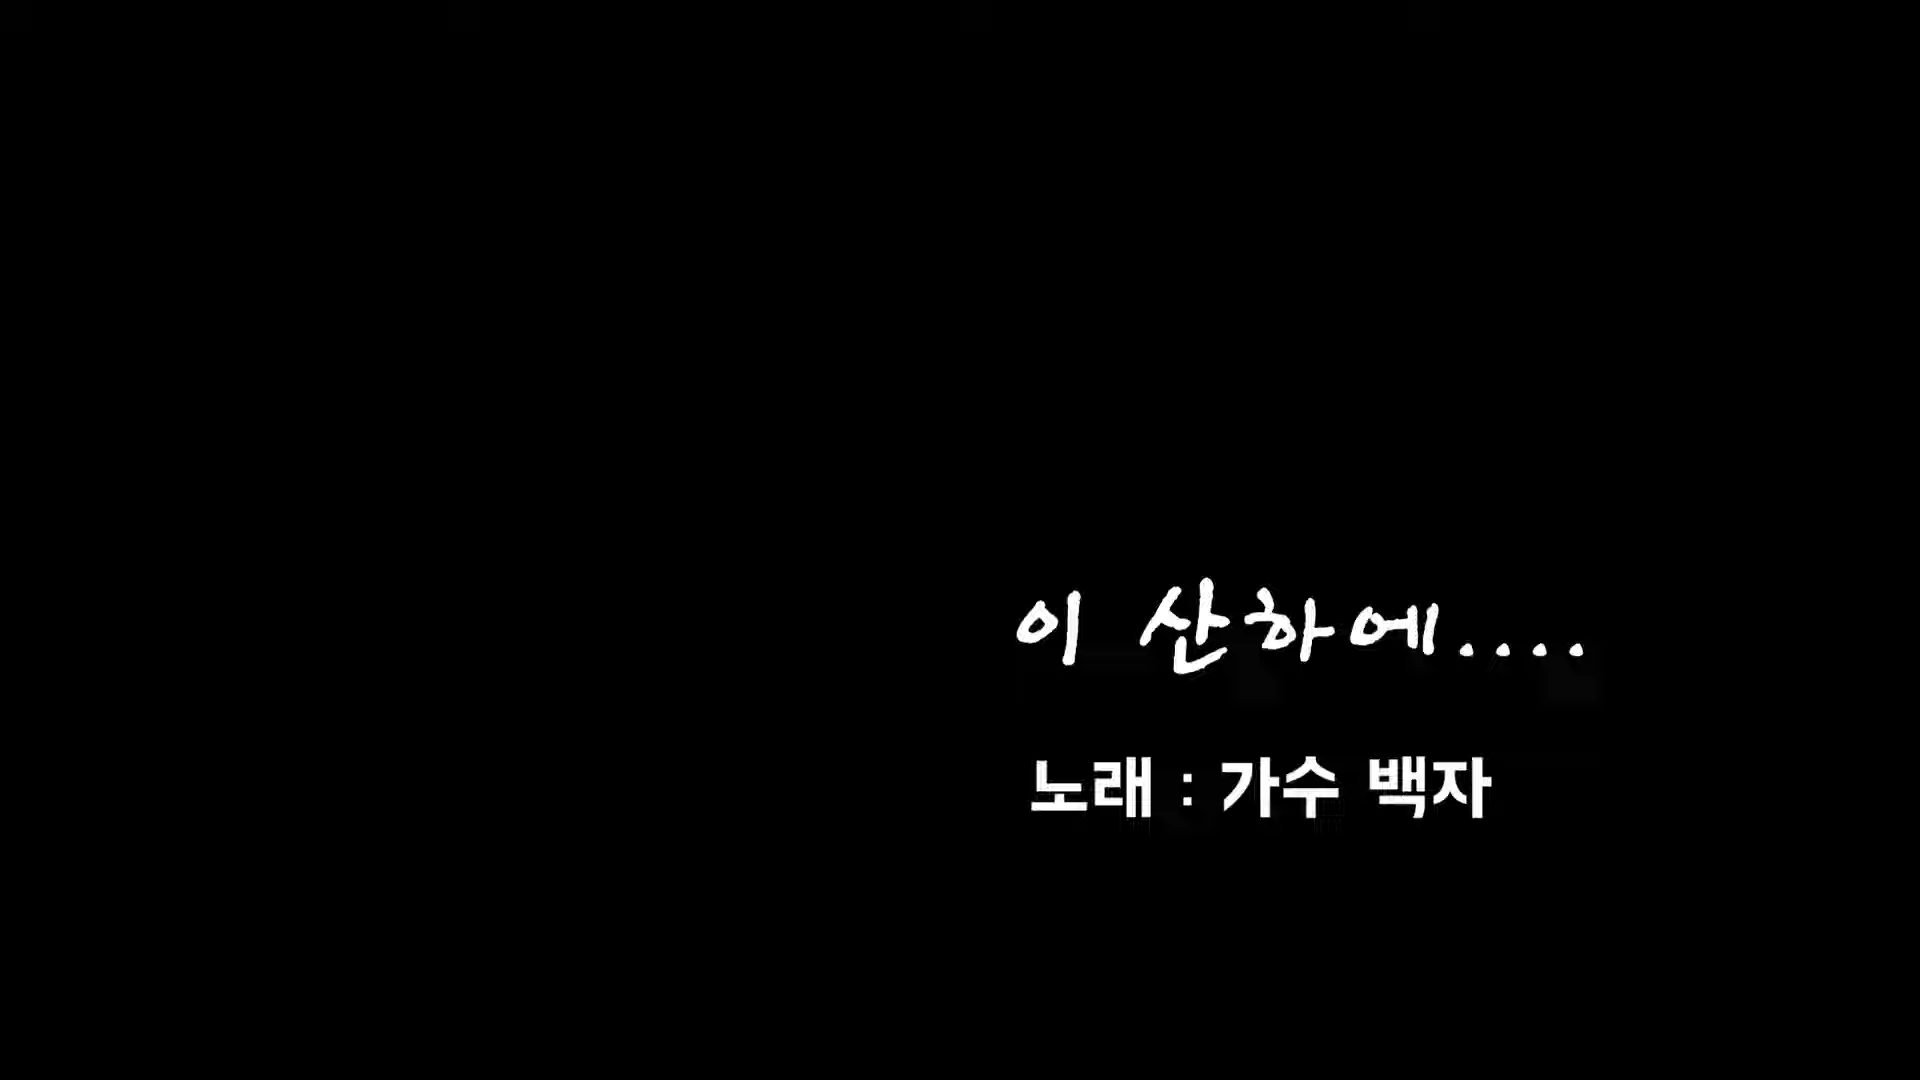 이 산하에....
노래 : 가수 백자